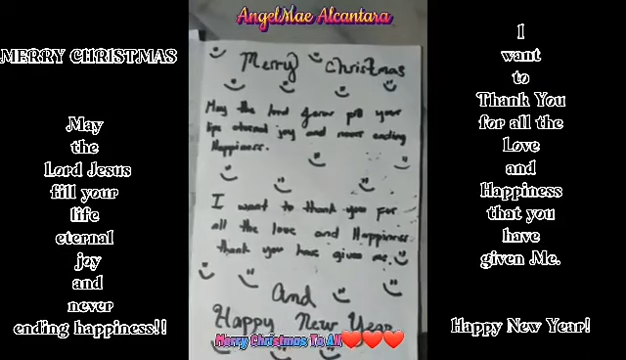 AngelMae Alcantara
MERRY CHRISTMAS
May
the
Lord Jesus
fill your
life
eternal
joy
and
never
ending happiness!!
Merry Christmas
May the lord Jesus fill your
life eternal joy and never ending
Happiness.
I want to thank you for
all the love and Happiness
thank you have given me.
And
Happy New Year
Merry Christmas To All
I
want
to
Thank You
for all the
Love
and
Happiness
that you
have
given Me.
Happy New Year!